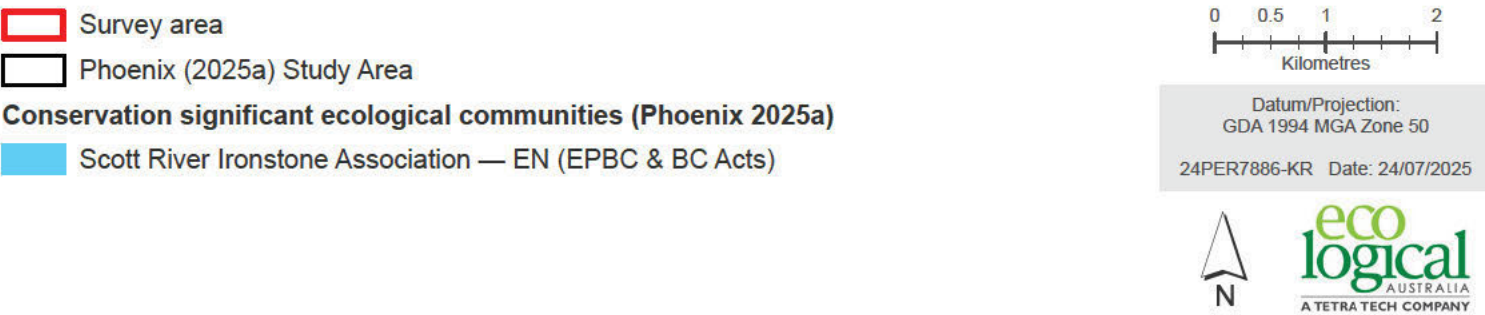 Survey area
Phoenix (2025a) Study Area
Conservation significant ecological communities (Phoenix 2025a)
Scott River Ironstone Association — EN (EPBC & BC Acts)
0 0.5 1 2
Kilometres
Datum/Projection:
GDA 1994 MGA Zone 50
24PER7886-KR Date: 24/07/2025
N
eco
logical
AUSTRALIA
A TETRA TECH COMPANY